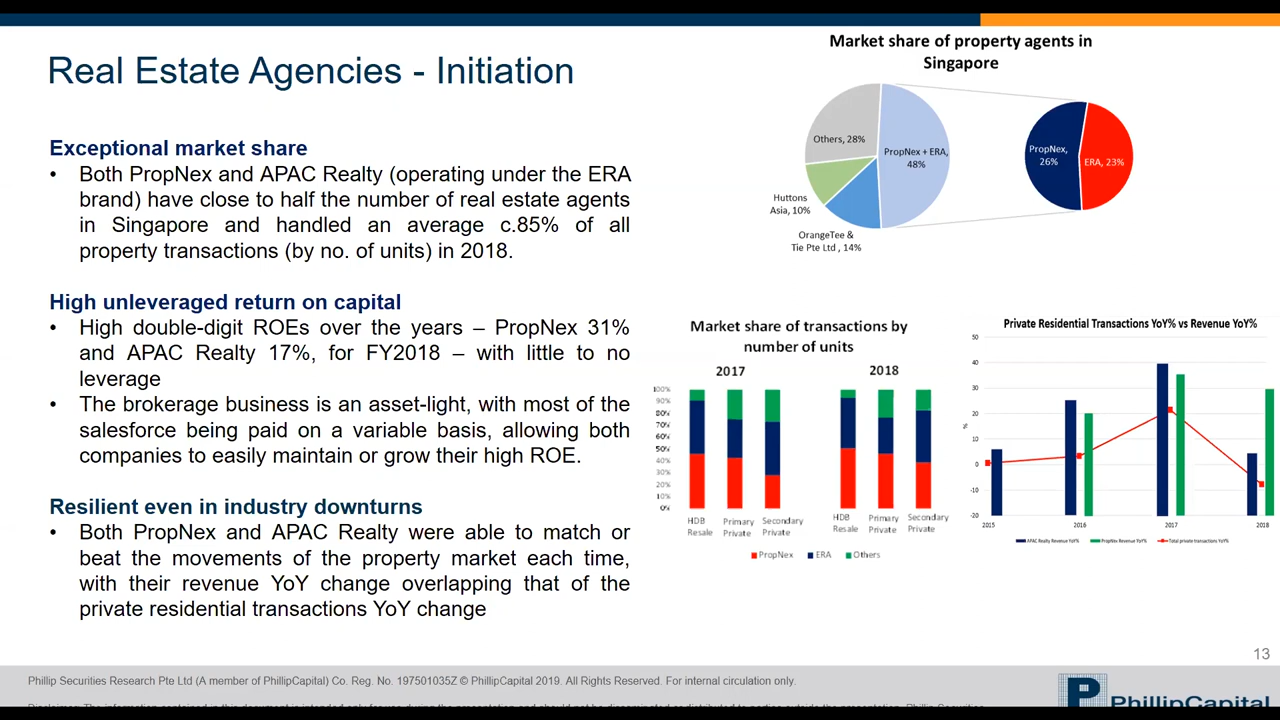 Real Estate Agencies - Initiation
Exceptional market share
• Both PropNex and APAC Realty (operating under the ERA
brand) have close to half the number of real estate agents
in Singapore and handled an average c.85% of all
property transactions (by no. of units) in 2018.
High unleveraged return on capital
• High double-digit ROEs over the years – PropNex 31%
and APAC Realty 17%, for FY2018 – with little to no
leverage
• The brokerage business is an asset-light, with most of the
salesforce being paid on a variable basis, allowing both
companies to easily maintain or grow their high ROE.
Resilient even in industry downturns
• Both PropNex and APAC Realty were able to match or
beat the movements of the property market each time,
with their revenue YoY change overlapping that of the
private residential transactions YoY change
Market share of property agents in
Singapore
Others, 28%
PropNex + ERA,
48%
Huttons
Asia, 10%
OrangeTee &
Tie Pte Ltd , 14%
PropNex,
26%
ERA, 23%
Market share of transactions by
number of units
2017
2018
100%
90%
80%
70%
60%
50%
40%
30%
20%
10%
0%
HDB
Resale
Primary
Private
Secondary
Private
HDB
Resale
Primary
Private
Secondary
Private
PropNex
ERA
Others
Private Residential Transactions YoY% vs Revenue YoY%
50
40
30
20
10
0
-10
-20
%
2015
2016
2017
2018
APAC Realty Revenue YoY%
PropNex Revenue YoY%
Total private transactions YoY%
13
Phillip Securities Research Pte Ltd (A member of PhillipCapital) Co. Reg. No. 197501035Z © PhillipCapital 2019. All Rights Reserved. For internal circulation only.
PhillipCapital